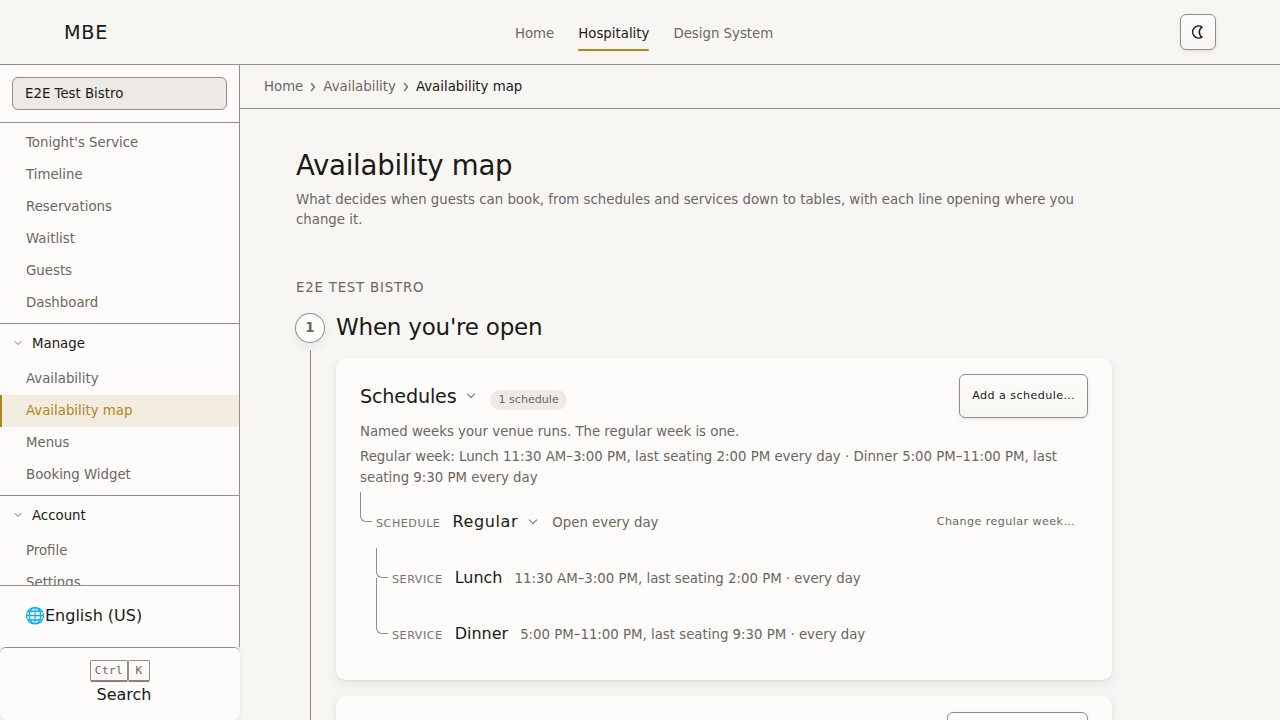 MBE
Home
Hospitality
Design System
E2E Test Bistro
Tonight's Service
Timeline
Reservations
Waitlist
Guests
Dashboard
Manage
Availability
Availability map
Menus
Booking Widget
Account
Profile
Settings
English (US)
Ctrl K
Search
Home > Availability > Availability map
Availability map
What decides when guests can book, from schedules and services down to tables, with each line opening where you
change it.
E2E TEST BISTRO
1 When you're open
Schedules 1 schedule
Add a schedule...
Named weeks your venue runs. The regular week is one.
Regular week: Lunch 11:30 AM–3:00 PM, last seating 2:00 PM every day · Dinner 5:00 PM–11:00 PM, last
seating 9:30 PM every day
SCHEDULE Regular Open every day
Change regular week...
SERVICE Lunch 11:30 AM–3:00 PM, last seating 2:00 PM · every day
SERVICE Dinner 5:00 PM–11:00 PM, last seating 9:30 PM · every day